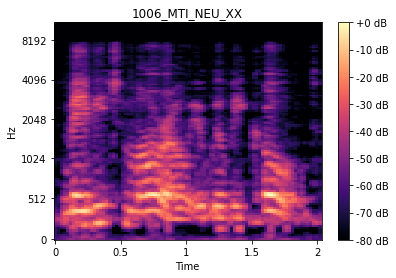 1006_MTI_NEU_XX
Hz
8192
4096
2048
1024
512
0
0
0.5
1
1.5
2
Time
+0 dB
-10 dB
-20 dB
-30 dB
-40 dB
-50 dB
-60 dB
-70 dB
-80 dB